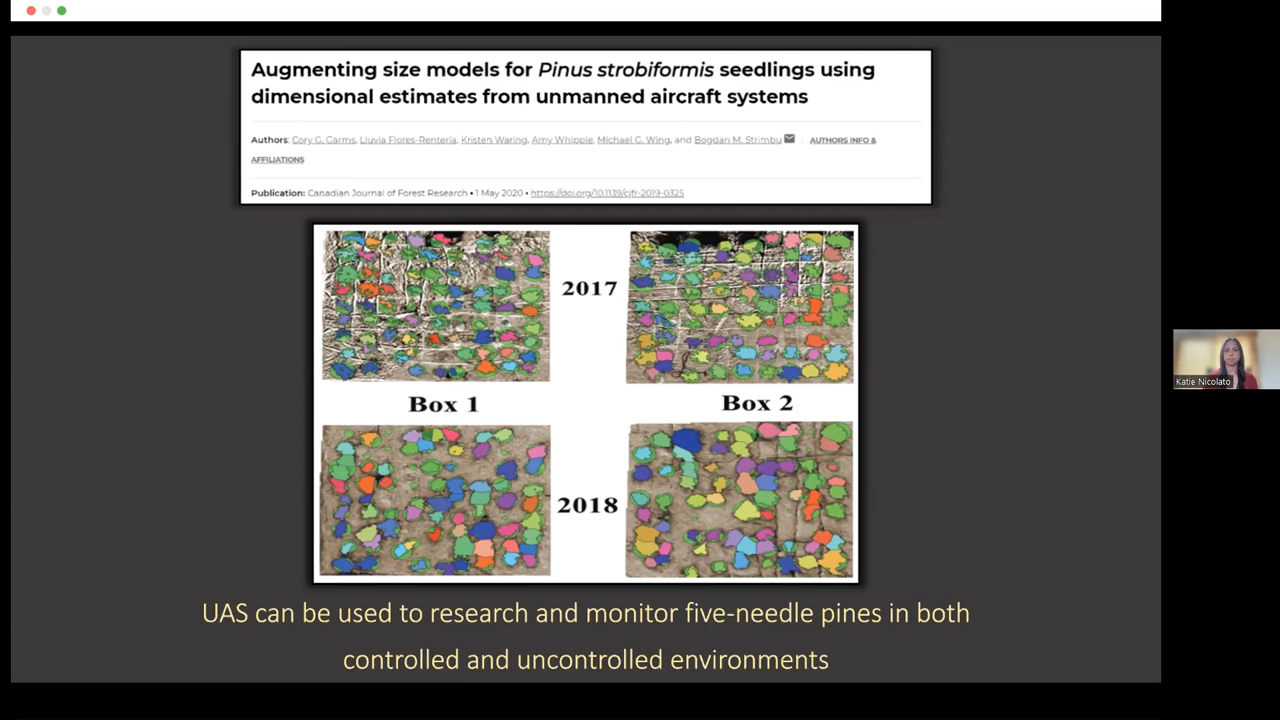 Augmenting size models for Pinus strobiformis seedlings using
dimensional estimates from unmanned aircraft systems
Authors: Cory G. Garms, Lluvia Flores-Rentería, Kristen Waring, Amy Whipple, Michael G. Wing, and Bogdan M. Strimbu AUTHORS INFO &
AFFILIATIONS
Publication: Canadian Journal of Forest Research • 1 May 2020 • https://doi.org/10.1139/cjfr-2019-0325
2017
Box 1
Box 2
2018
Katie Nicolato
UAS can be used to research and monitor five-needle pines in both
controlled and uncontrolled environments